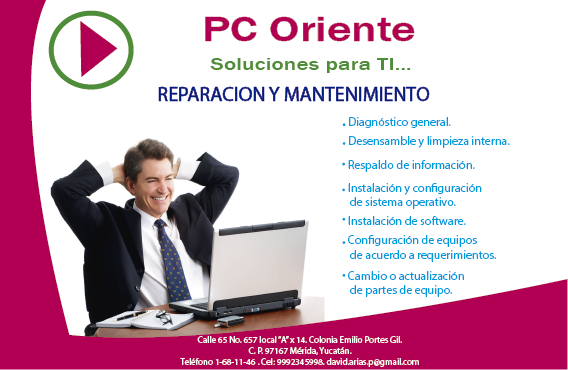 PC Oriente
Soluciones para TI...
REPARACION Y MANTENIMIENTO
• Diagnóstico general.
• Desensamble y limpieza interna.
• Respaldo de información.
• Instalación y configuración
de sistema operativo.
• Instalación de software.
• Configuración de equipos
de acuerdo a requerimientos.
• Cambio o actualización
de partes de equipo.
Calle 65 No. 657 local "A" x 14. Colonia Emilio Portes Gil.
C. P. 97167 Mérida, Yucatán.
Teléfono 1-68-11-46 . Cel: 9992345998. david.arias.p@gmail.com